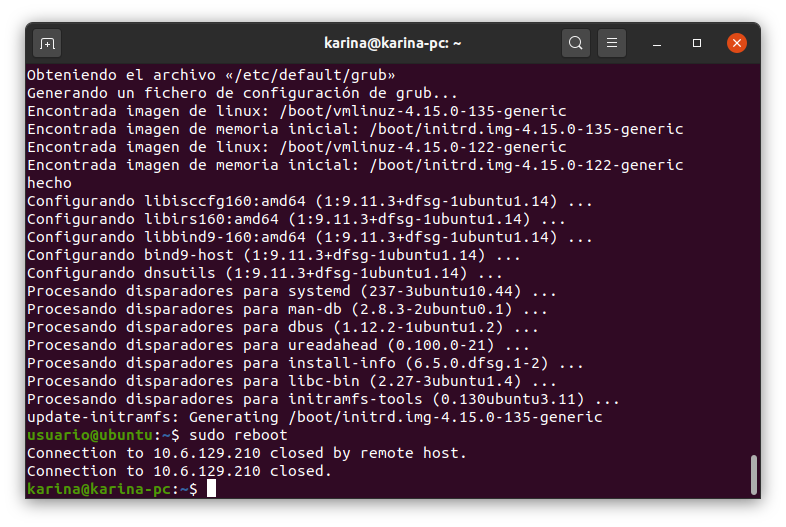 karina@karina-pc: ~
Obteniendo el archivo «/etc/default/grub»
Generando un fichero de configuración de grub...
Encontrada imagen de linux: /boot/vmlinuz-4.15.0-135-generic
Encontrada imagen de memoria inicial: /boot/initrd.img-4.15.0-135-generic
Encontrada imagen de linux: /boot/vmlinuz-4.15.0-122-generic
Encontrada imagen de memoria inicial: /boot/initrd.img-4.15.0-122-generic
hecho
Configurando libisccfg160:amd64 (1:9.11.3+dfsg-1ubuntu1.14) ...
Configurando libirs160:amd64 (1:9.11.3+dfsg-1ubuntu1.14) ...
Configurando libbind9-160:amd64 (1:9.11.3+dfsg-1ubuntu1.14) ...
Configurando bind9-host (1:9.11.3+dfsg-1ubuntu1.14) ...
Configurando dnsutils (1:9.11.3+dfsg-1ubuntu1.14) ...
Procesando disparadores para systemd (237-3ubuntu10.44) ...
Procesando disparadores para man-db (2.8.3-2ubuntu0.1) ...
Procesando disparadores para dbus (1.12.2-1ubuntu1.2) ...
Procesando disparadores para ureadahead (0.100.0-21) ...
Procesando disparadores para install-info (6.5.0.dfsg.1-2) ...
Procesando disparadores para libc-bin (2.27-3ubuntu1.4) ...
Procesando disparadores para initramfs-tools (0.130ubuntu3.11) ...
update-initramfs: Generating /boot/initrd.img-4.15.0-135-generic
usuario@ubuntu:~$ sudo reboot
Connection to 10.6.129.210 closed by remote host.
Connection to 10.6.129.210 closed.
karina@karina-pc:~$